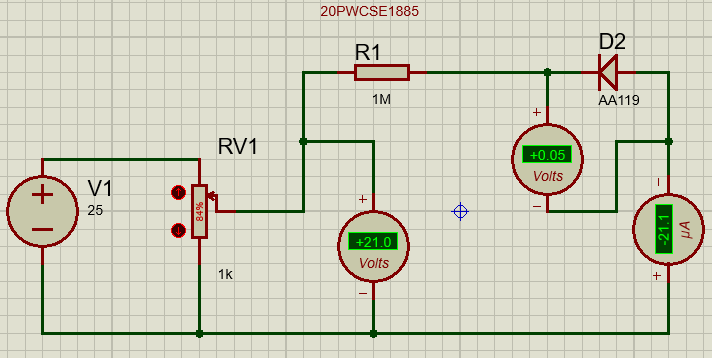 20PWCSE1885
D2
R1
1M
AA119
RV1
V1
25
84%
1k
+
+0.05
Volts
−
+
+21.0
Volts
−
−
-21.1
µA
+